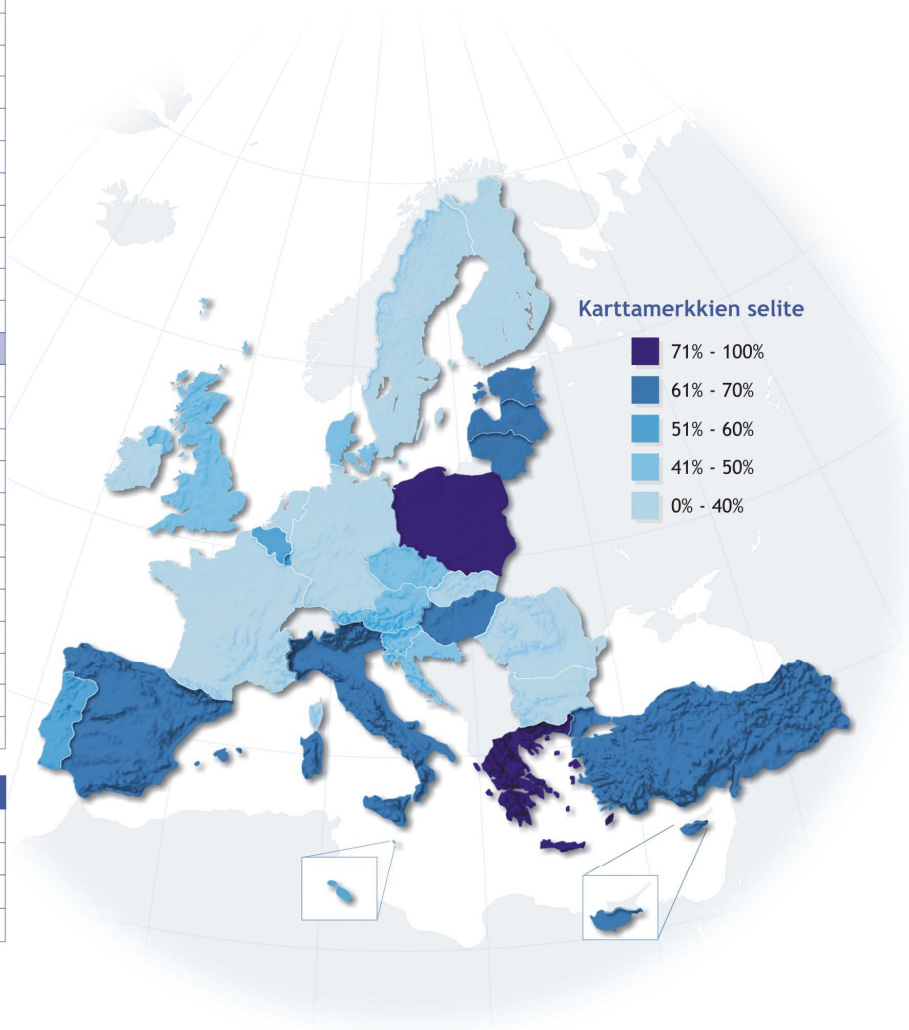 Karttamerkkien selite
71% - 100%
61% - 70%
51% - 60%
41% - 50%
0% - 40%